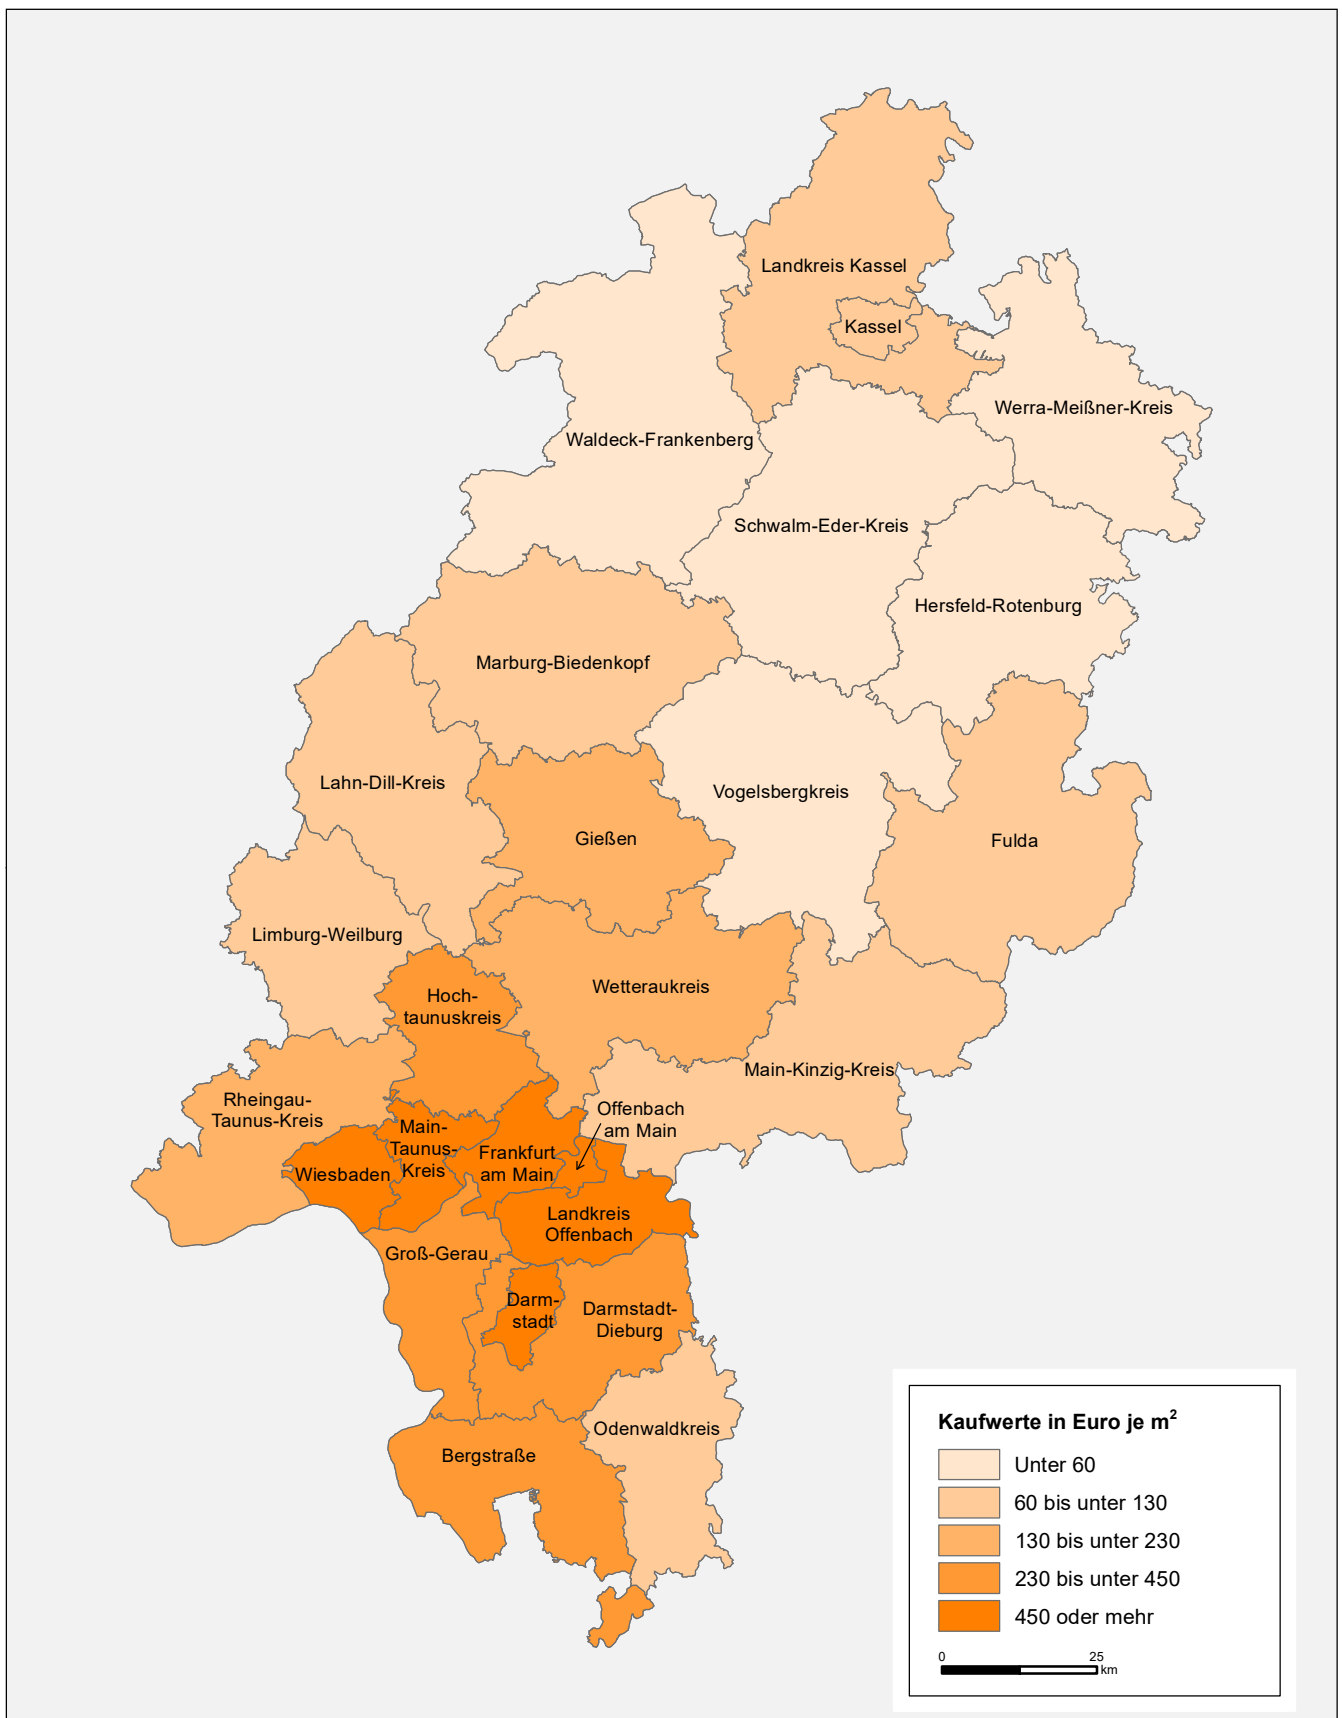 Landkreis Kassel
Kassel
Werra-Meißner-Kreis
Waldeck-Frankenberg
Schwalm-Eder-Kreis
Hersfeld-Rotenburg
Marburg-Biedenkopf
Lahn-Dill-Kreis
Vogelsbergkreis
Gießen
Fulda
Limburg-Weilburg
Wetteraukreis
Hoch-
taunuskreis
Main-Kinzig-Kreis
Rheingau-
Taunus-Kreis
Offenbach
am Main
Main-
Taunus-
Kreis
Frankfurt
am Main
Wiesbaden
Landkreis
Offenbach
Groß-Gerau
Darm-
stadt
Darmstadt-
Dieburg
Odenwaldkreis
Bergstraße
Kaufwerte in Euro je m²
Unter 60
60 bis unter 130
130 bis unter 230
230 bis unter 450
450 oder mehr
0 25
km